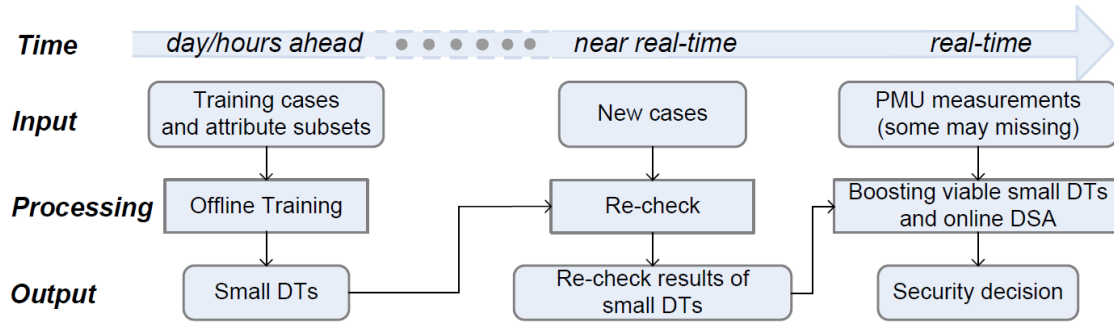 Time day/hours ahead near real-time real-time
Input
Training cases
and attribute subsets
New cases
PMU measurements
(some may missing)
Processing
Offline Training
Re-check
Boosting viable small DTs
and online DSA
Output
Small DTs
Re-check results of
small DTs
Security decision